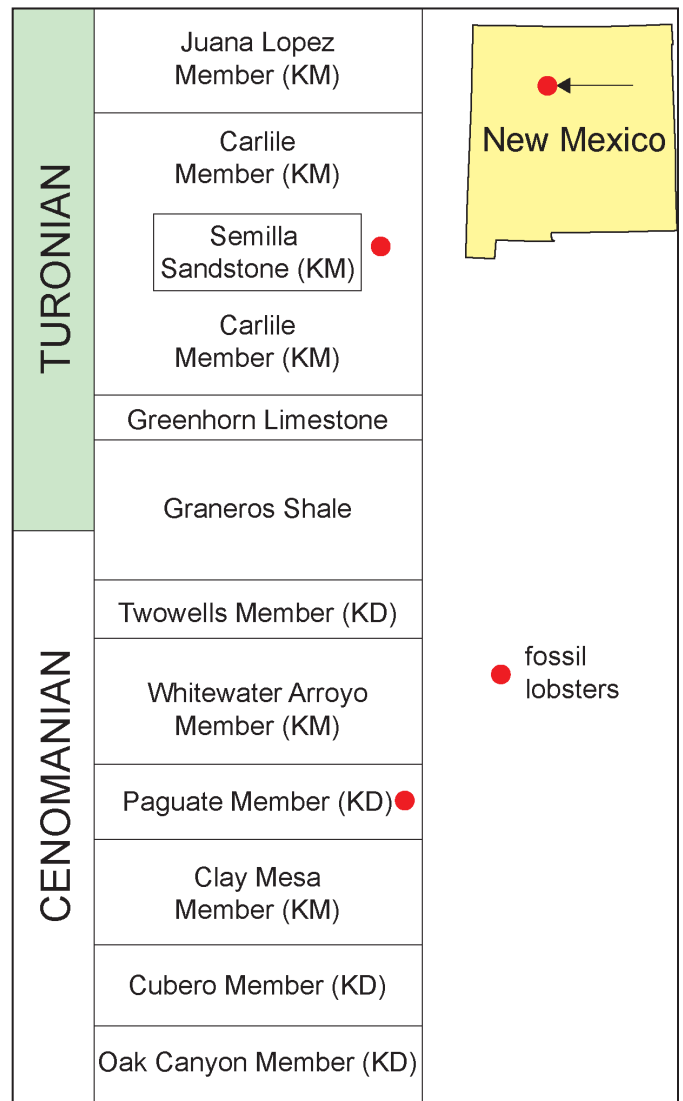 TURONIAN
CENOMANIAN
Juana Lopez
Member (KM)
Carlile
Member (KM)
Semilla
Sandstone (KM)
Carlile
Member (KM)
Greenhorn Limestone
Graneros Shale
Twowells Member (KD)
Whitewater Arroyo
Member (KM)
Paguate Member (KD)
Clay Mesa
Member (KM)
Cubero Member (KD)
Oak Canyon Member (KD)
New Mexico
fossil
lobsters